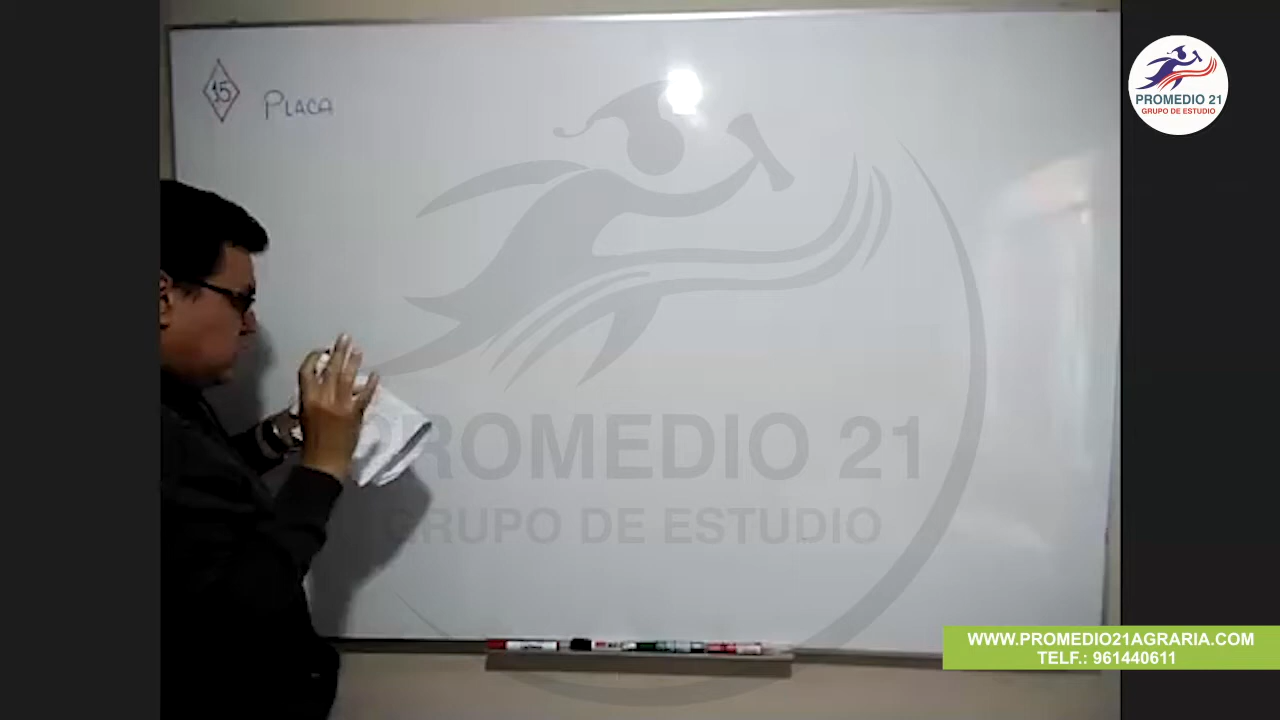 15 PLACA
PROMEDIO 21
GRUPO DE ESTUDIO
PROMEDIO 21
GRUPO DE ESTUDIO
WWW.PROMEDIO21AGRARIA.COM
TELF.: 961440611